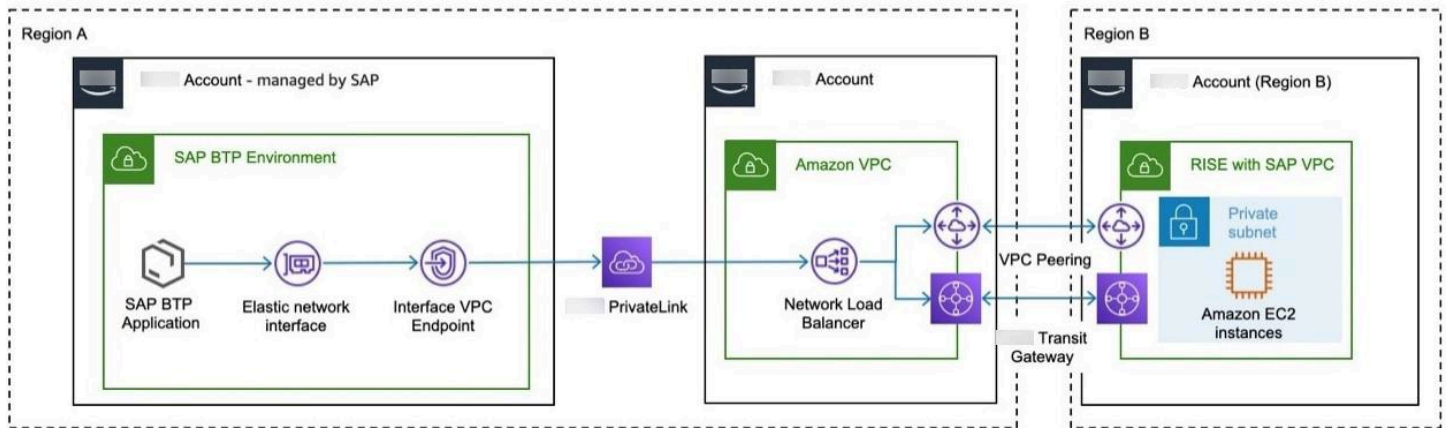 Region A
Region B
Account - managed by SAP
Account
Account (Region B)
SAP BTP Environment
Amazon VPC
RISE with SAP VPC
Private
subnet
SAP BTP
Application
Elastic network
interface
Interface VPC
Endpoint
PrivateLink
Network Load
Balancer
VPC Peering
Transit
Gateway
Amazon EC2
instances